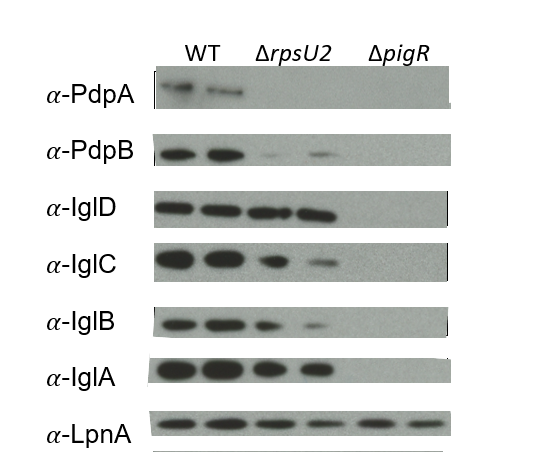 WT ΔrpsU2 ΔpigR
α-PdpA
α-PdpB
α-IglD
α-IglC
α-IglB
α-IglA
α-LpnA